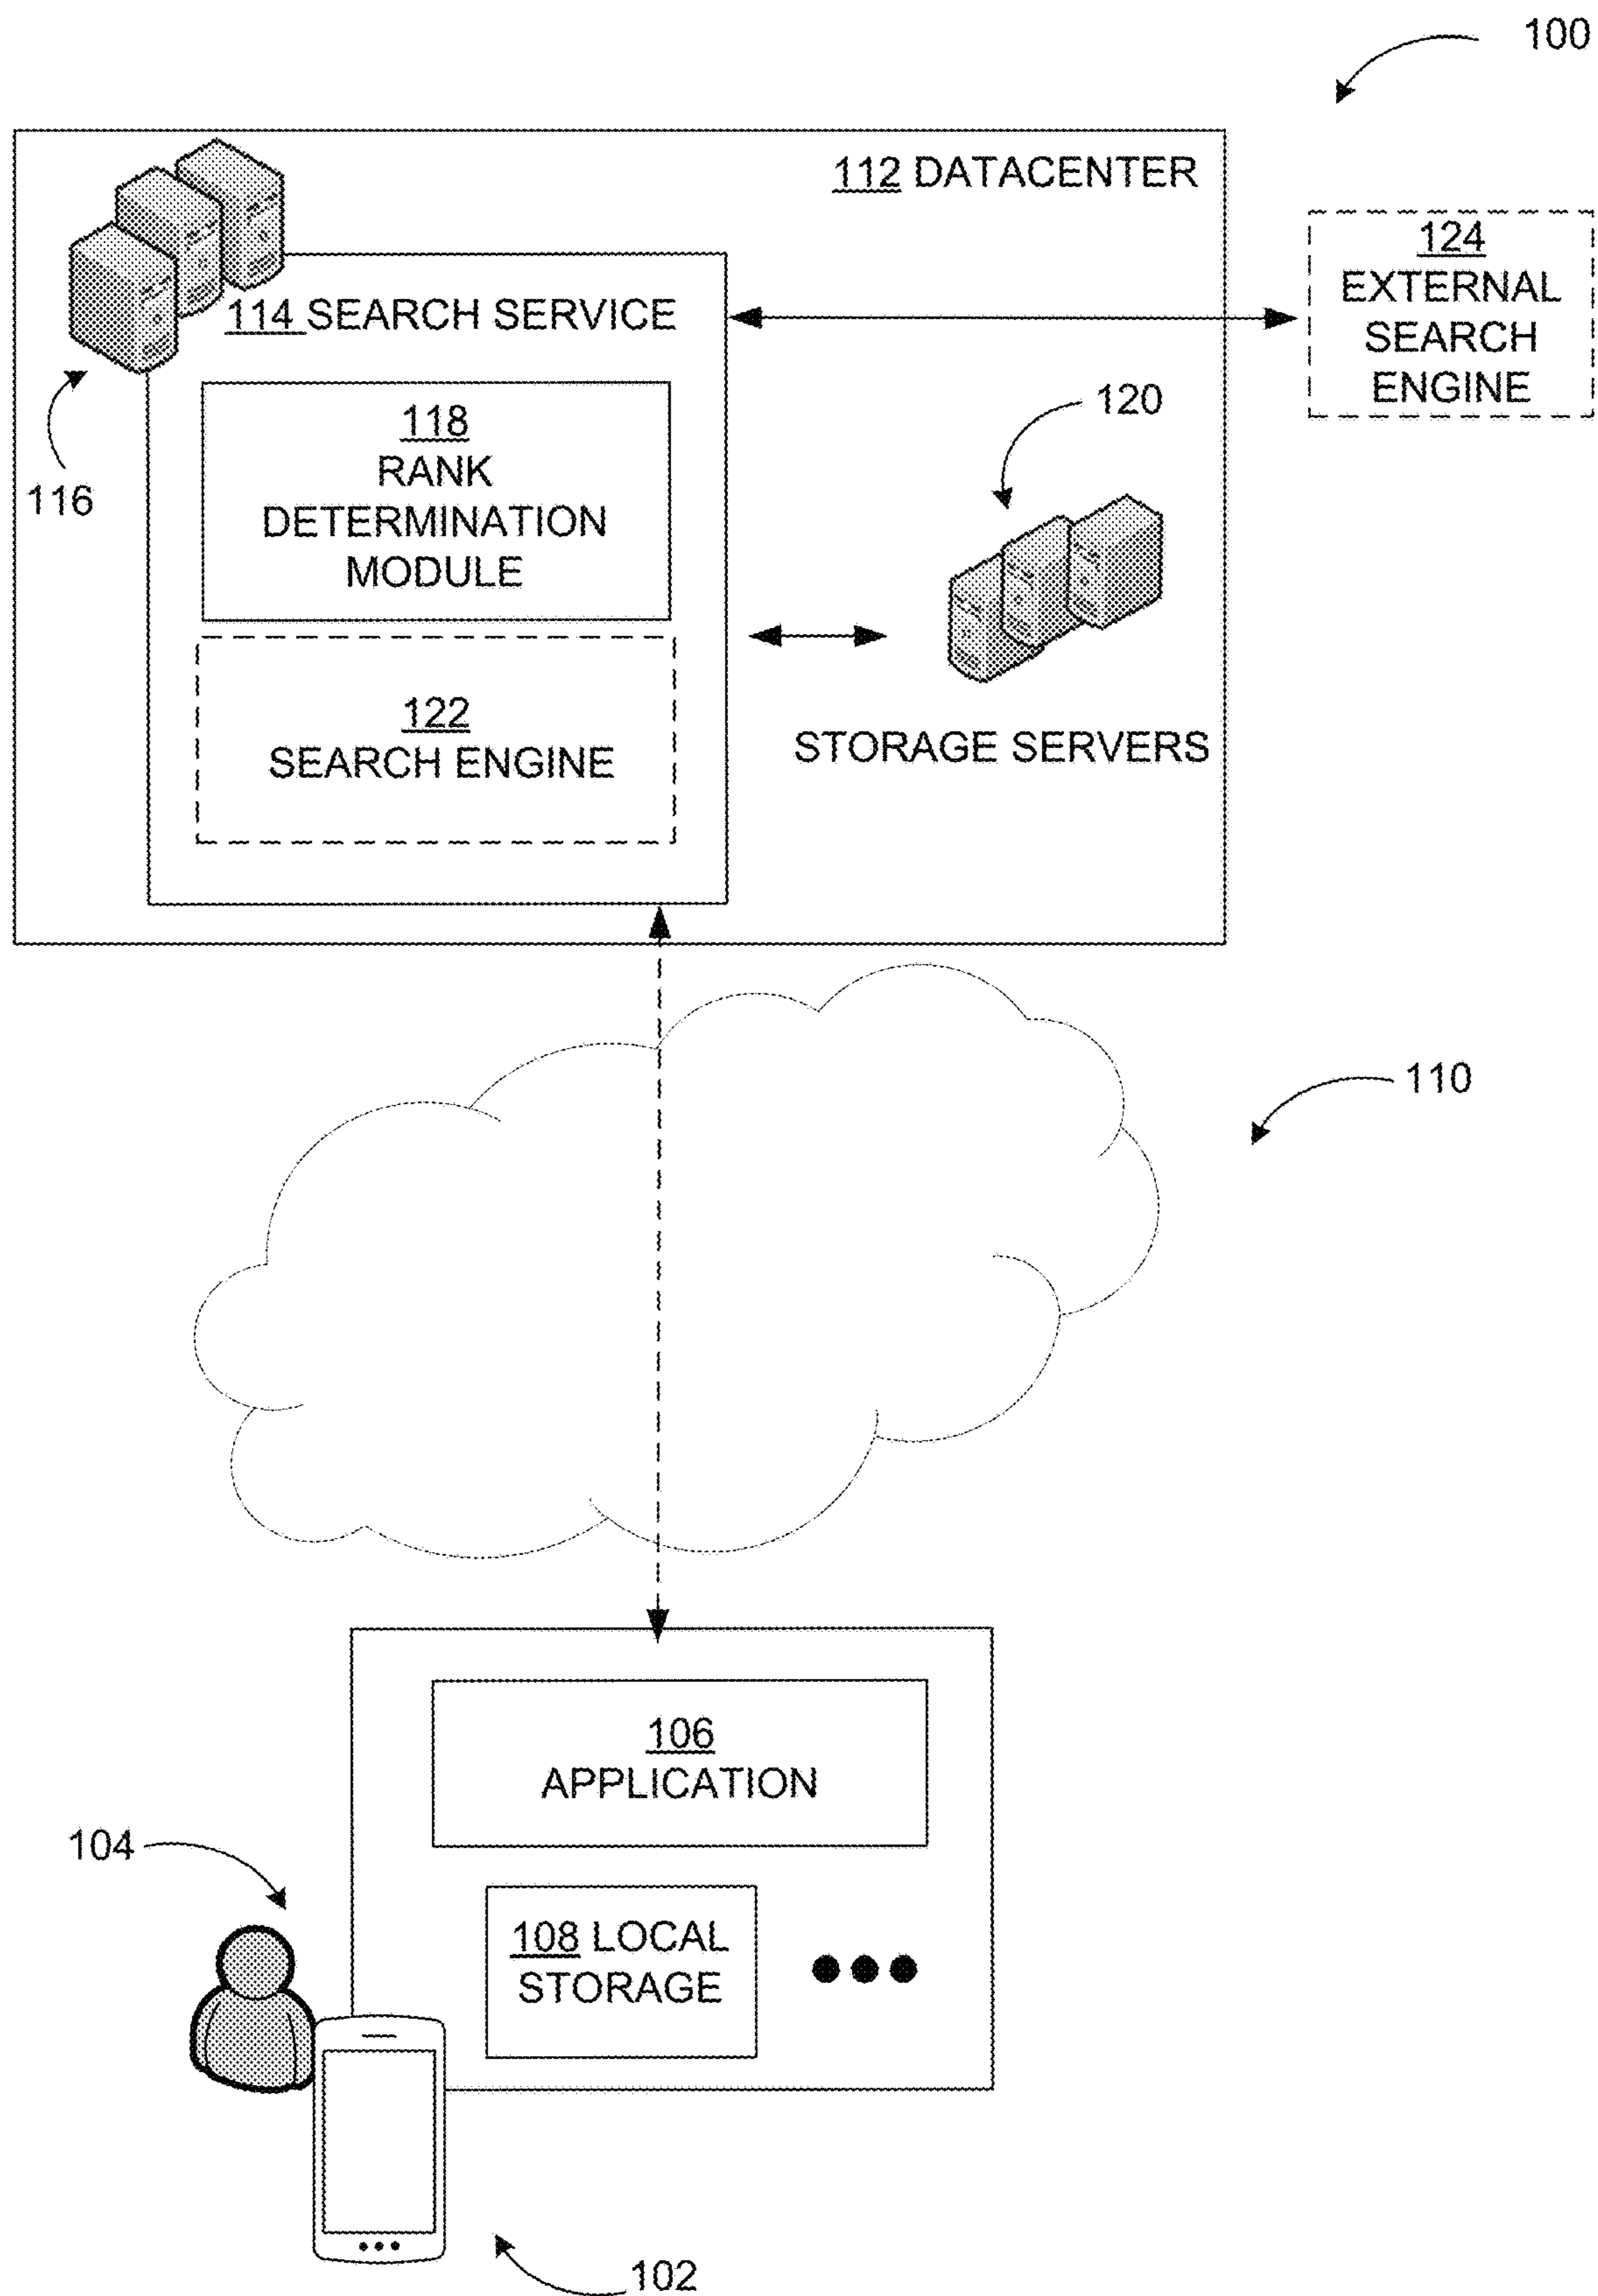 100
112 DATACENTER
124
EXTERNAL
SEARCH
ENGINE
114 SEARCH SERVICE
116
118
RANK
DETERMINATION
MODULE
120
122
SEARCH ENGINE
STORAGE SERVERS
110
106
APPLICATION
104
108 LOCAL
STORAGE
102